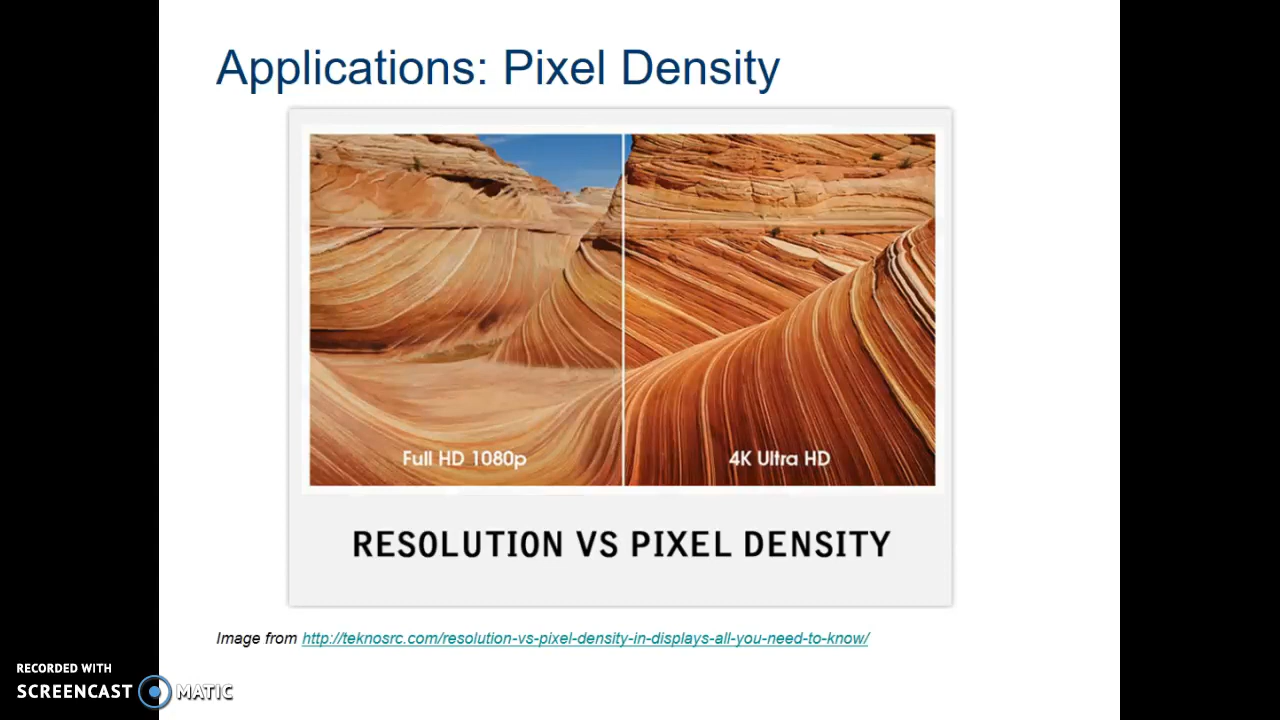 Applications: Pixel Density
Full HD 1080p
4K Ultra HD
RESOLUTION VS PIXEL DENSITY
Image from http://teknosrc.com/resolution-vs-pixel-density-in-displays-all-you-need-to-know/
RECORDED WITH
SCREENCAST MATIC